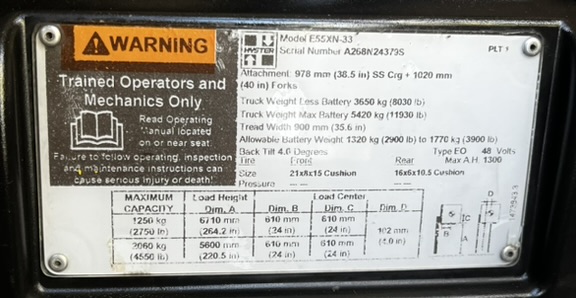 WARNING
Trained Operators and
Mechanics Only
Read Operating
Manual located
on or near seat.
Failure to follow operating, inspection
and maintenance instructions can
cause serious injury or death!
HYSTER
Model E55XN-33
Serial Number A268N24379S
PLT 1
Attachment: 978 mm (38.5 in) SS Crg + 1020 mm
(40 in) Forks
Truck Weight Less Battery 3650 kg (8030 lb)
Truck Weight Max Battery 5420 kg (11930 lb)
Tread Width 900 mm (35.6 in)
Allowable Battery Weight 1320 kg (2900 lb) to 1770 kg (3900 lb)
Back Tilt 4.0 Degrees Type EO 48 Volts
Tire Front Rear Max A.H. 1300
Size 21x8x15 Cushion 16x6x10.5 Cushion
Pressure --- ---
MAXIMUM CAPACITY Load Height Dim. A Load Center Dim. B Dim. C Dim. D
1250 kg 6710 mm 610 mm 610 mm
(2750 lb) (264.2 in) (24 in) (24 in) 102 mm
2060 kg 5600 mm 610 mm 610 mm (4.0 in)
(4550 lb) (220.5 in) (24 in) (24 in)
D
C
B
A